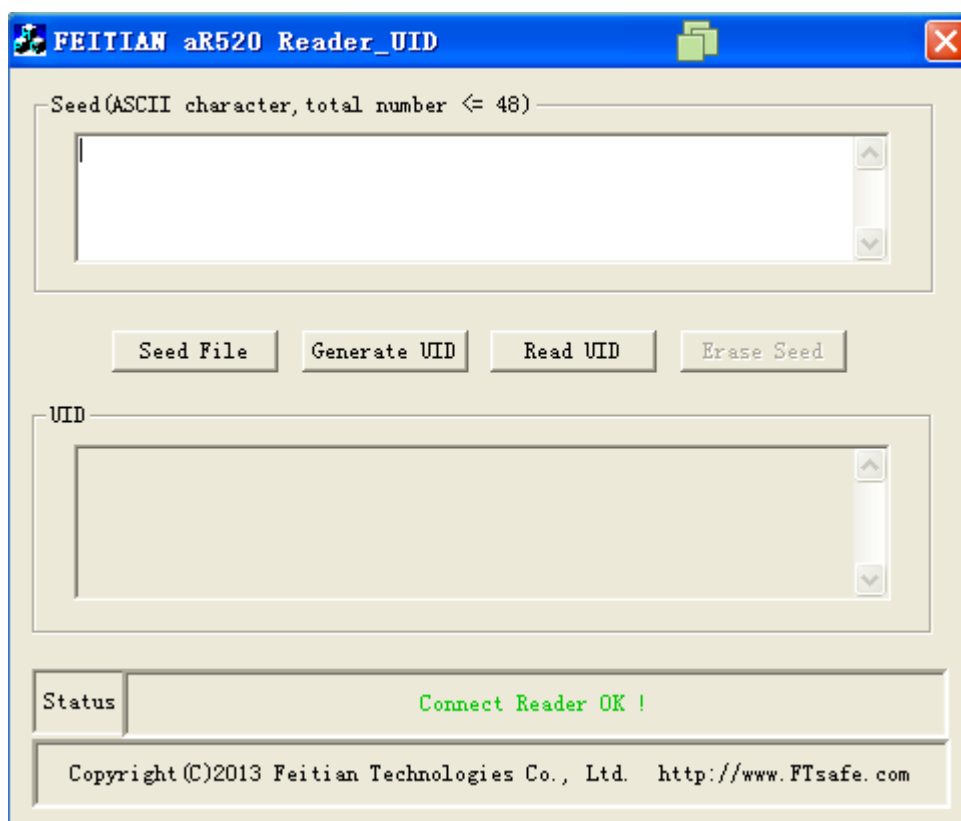 FEITIAN aR520 Reader_UID
Seed(ASCII character,total number <= 48)
Seed File Generate UID Read UID Erase Seed
UID
Status Connect Reader OK !
Copyright(C)2013 Feitian Technologies Co., Ltd. http://www.FTsafe.com